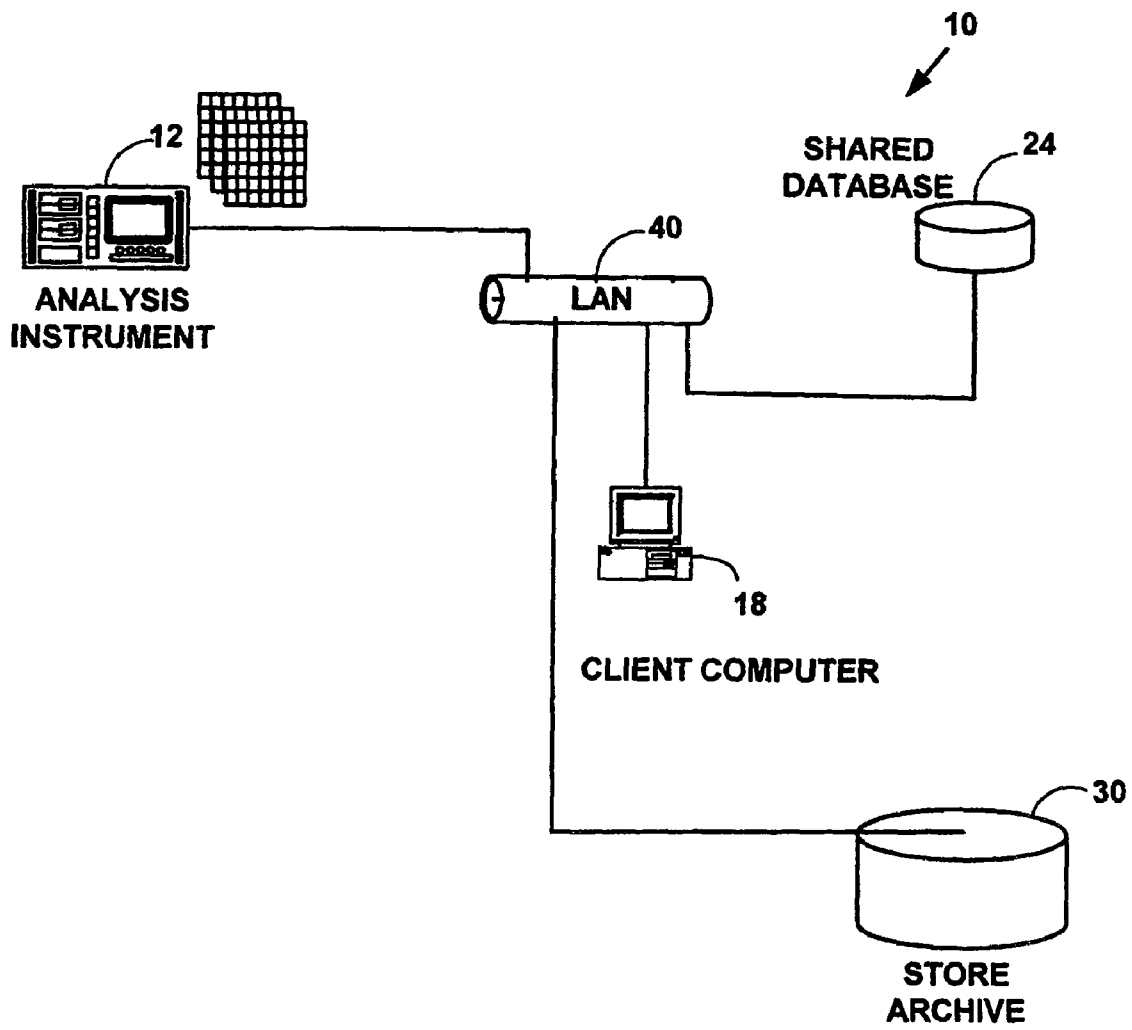 10
12
SHARED
DATABASE
24
40
LAN
ANALYSIS
INSTRUMENT
18
CLIENT COMPUTER
30
STORE
ARCHIVE